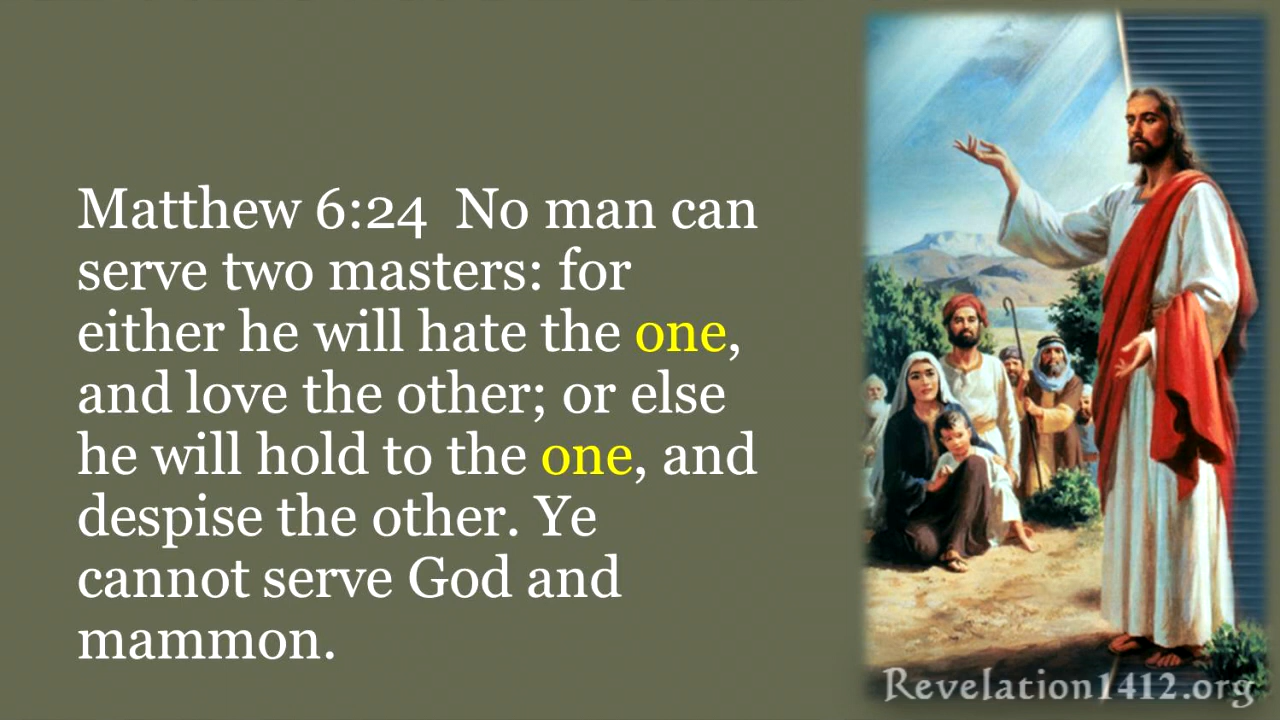 Matthew 6:24  No man can
serve two masters: for
either he will hate the one,
and love the other; or else
he will hold to the one, and
despise the other. Ye
cannot serve God and
mammon.
Revelation1412.org